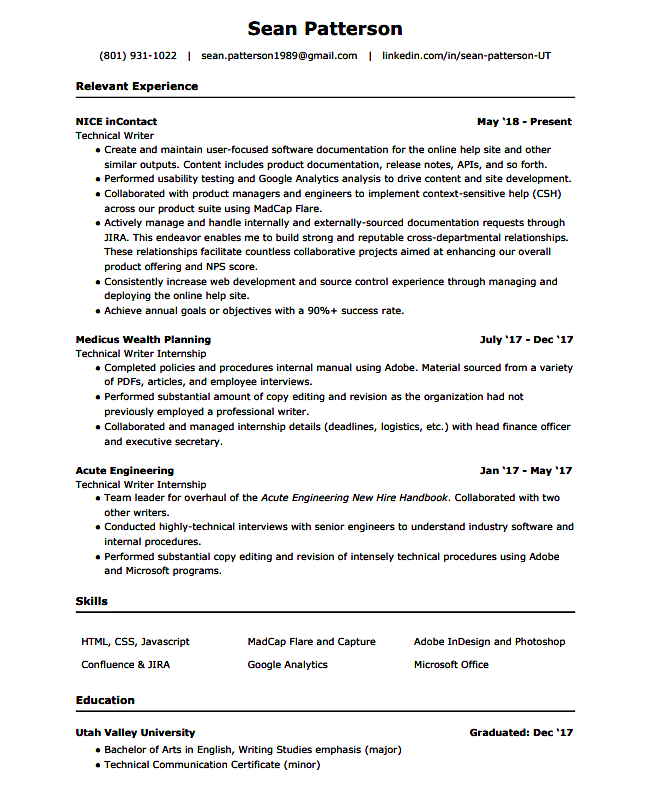 Sean Patterson
(801) 931-1022 | sean.patterson1989@gmail.com | linkedin.com/in/sean-patterson-UT
Relevant Experience
NICE inContact May ‘18 - Present
Technical Writer
● Create and maintain user-focused software documentation for the online help site and other
similar outputs. Content includes product documentation, release notes, APIs, and so forth.
● Performed usability testing and Google Analytics analysis to drive content and site development.
● Collaborated with product managers and engineers to implement context-sensitive help (CSH)
across our product suite using MadCap Flare.
● Actively manage and handle internally and externally-sourced documentation requests through
JIRA. This endeavor enables me to build strong and reputable cross-departmental relationships.
These relationships facilitate countless collaborative projects aimed at enhancing our overall
product offering and NPS score.
● Consistently increase web development and source control experience through managing and
deploying the online help site.
● Achieve annual goals or objectives with a 90%+ success rate.
Medicus Wealth Planning July ‘17 - Dec ‘17
Technical Writer Internship
● Completed policies and procedures internal manual using Adobe. Material sourced from a variety
of PDFs, articles, and employee interviews.
● Performed substantial amount of copy editing and revision as the organization had not
previously employed a professional writer.
● Collaborated and managed internship details (deadlines, logistics, etc.) with head finance officer
and executive secretary.
Acute Engineering Jan ‘17 - May ‘17
Technical Writer Internship
● Team leader for overhaul of the Acute Engineering New Hire Handbook. Collaborated with two
other writers.
● Conducted highly-technical interviews with senior engineers to understand industry software and
internal procedures.
● Performed substantial copy editing and revision of intensely technical procedures using Adobe
and Microsoft programs.
Skills
HTML, CSS, Javascript MadCap Flare and Capture Adobe InDesign and Photoshop
Confluence & JIRA Google Analytics Microsoft Office
Education
Utah Valley University Graduated: Dec ‘17
● Bachelor of Arts in English, Writing Studies emphasis (major)
● Technical Communication Certificate (minor)